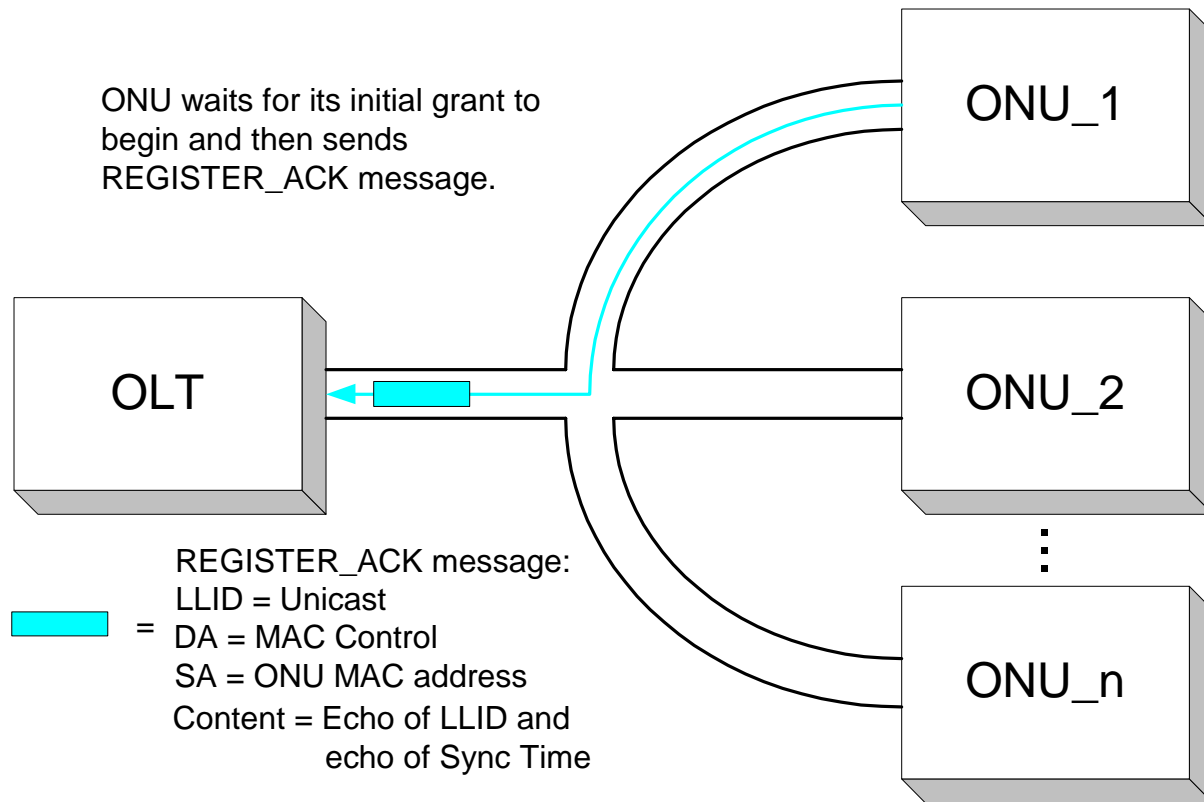 ONU waits for its initial grant to
begin and then sends
REGISTER_ACK message.
ONU_1
OLT
ONU_2
ONU_n
REGISTER_ACK message:
=
LLID = Unicast
DA = MAC Control
SA = ONU MAC address
Content = Echo of LLID and
echo of Sync Time